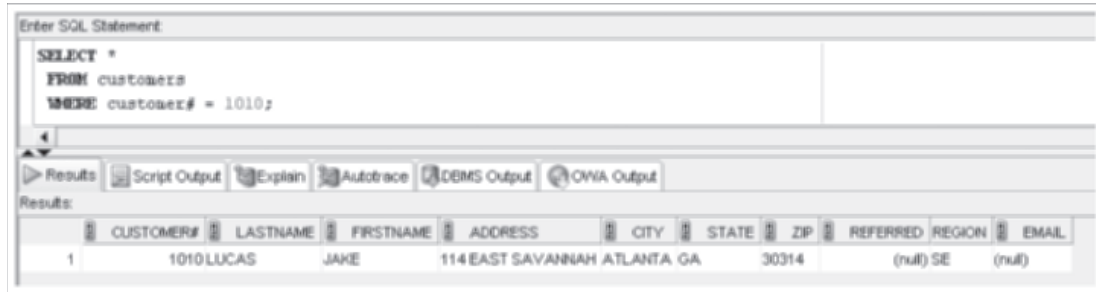 Enter SQL Statement:
SELECT *
FROM customers
WHERE customer# = 1010;
Results Script Output Explain Autotrace DBMS Output OWA Output
Results:
CUSTOMER# LASTNAME FIRSTNAME ADDRESS CITY STATE ZIP REFERRED REGION EMAIL
1 1010 LUCAS JAKE 114 EAST SAVANNAH ATLANTA GA 30314 (null) SE (null)